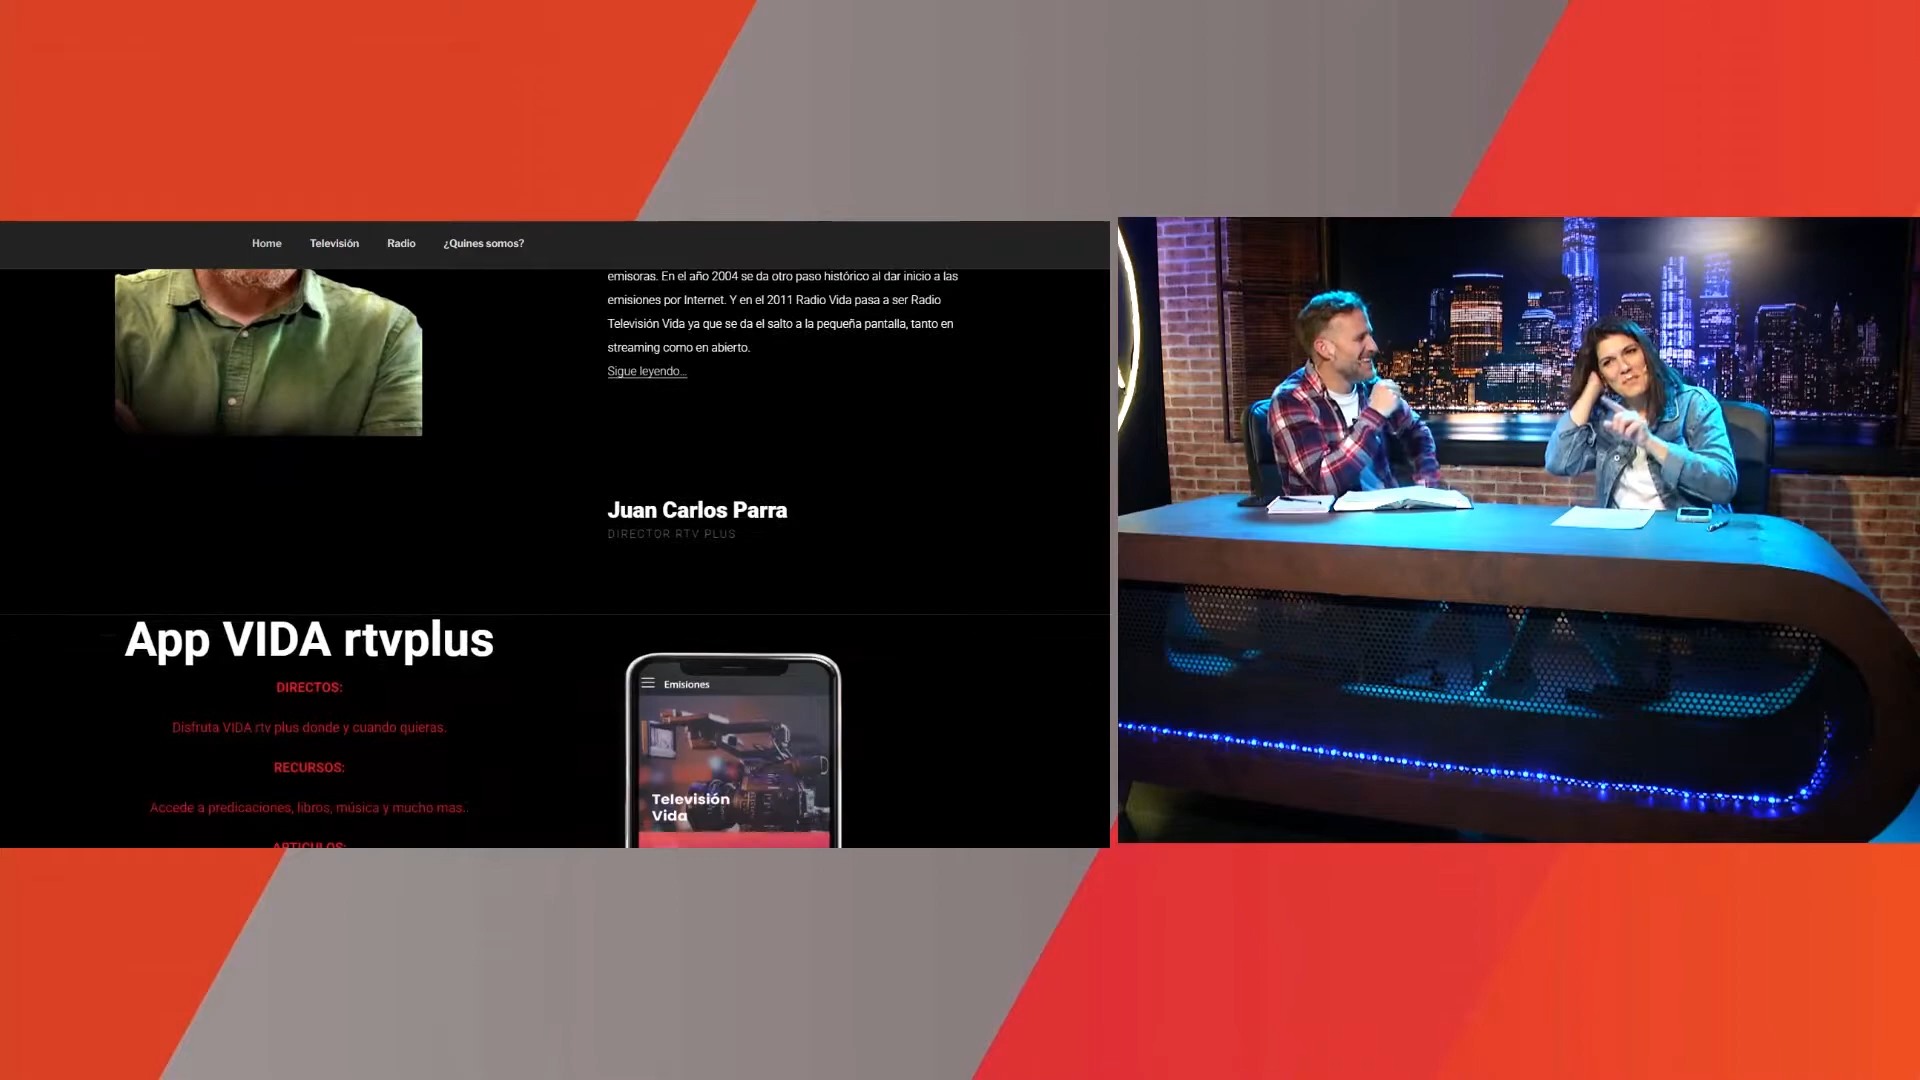 Home Televisión Radio ¿Quines somos?
emisoras. En el año 2004 se da otro paso histórico al dar inicio a las
emisiones por Internet. Y en el 2011 Radio Vida pasa a ser Radio
Televisión Vida ya que se da el salto a la pequeña pantalla, tanto en
streaming como en abierto.
Sigue leyendo...
Juan Carlos Parra
DIRECTOR RTV PLUS
App VIDA rtvplus
DIRECTOS:
Disfruta VIDA rtv plus donde y cuando quieras.
RECURSOS:
Accede a predicaciones, libros, música y mucho mas..
ARTICULOS:
Emisiones
Televisión
Vida